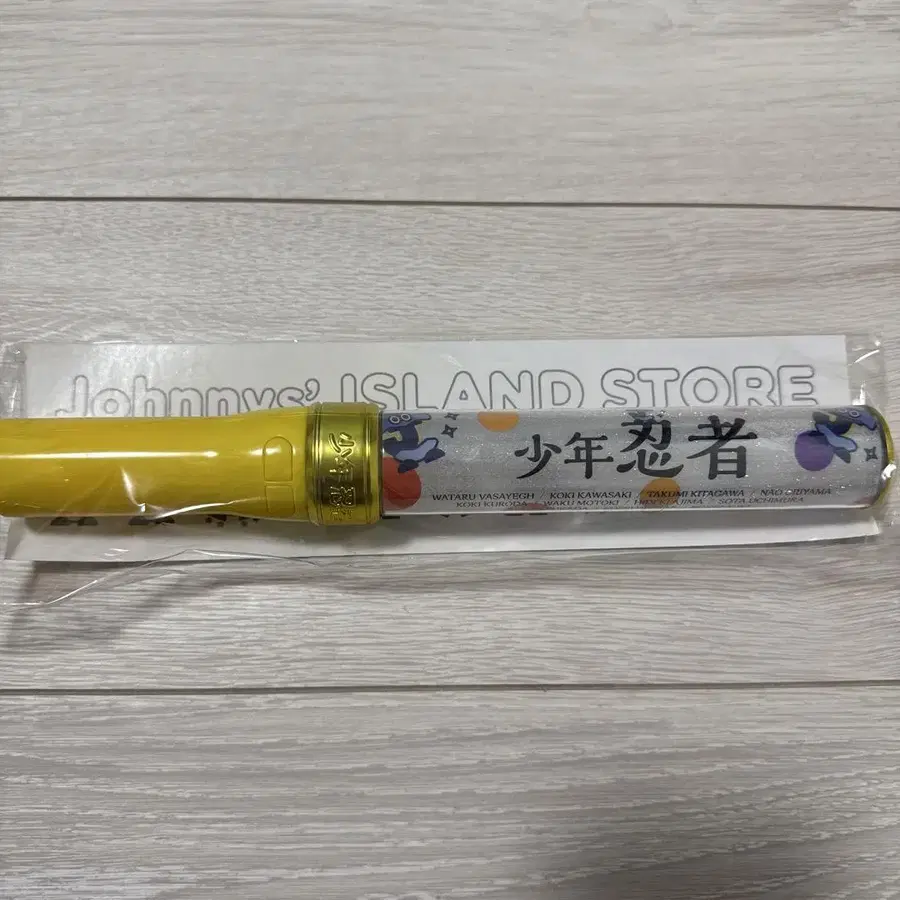 Johnnys' ISLAND STORE
少年忍者
WATARU VASAYEGH KOKI KAWASAKI / TAKUMI KITAGAWA / NAO
KOKI KURODA WAKU MOTOKI / SOTA UCHIMURA